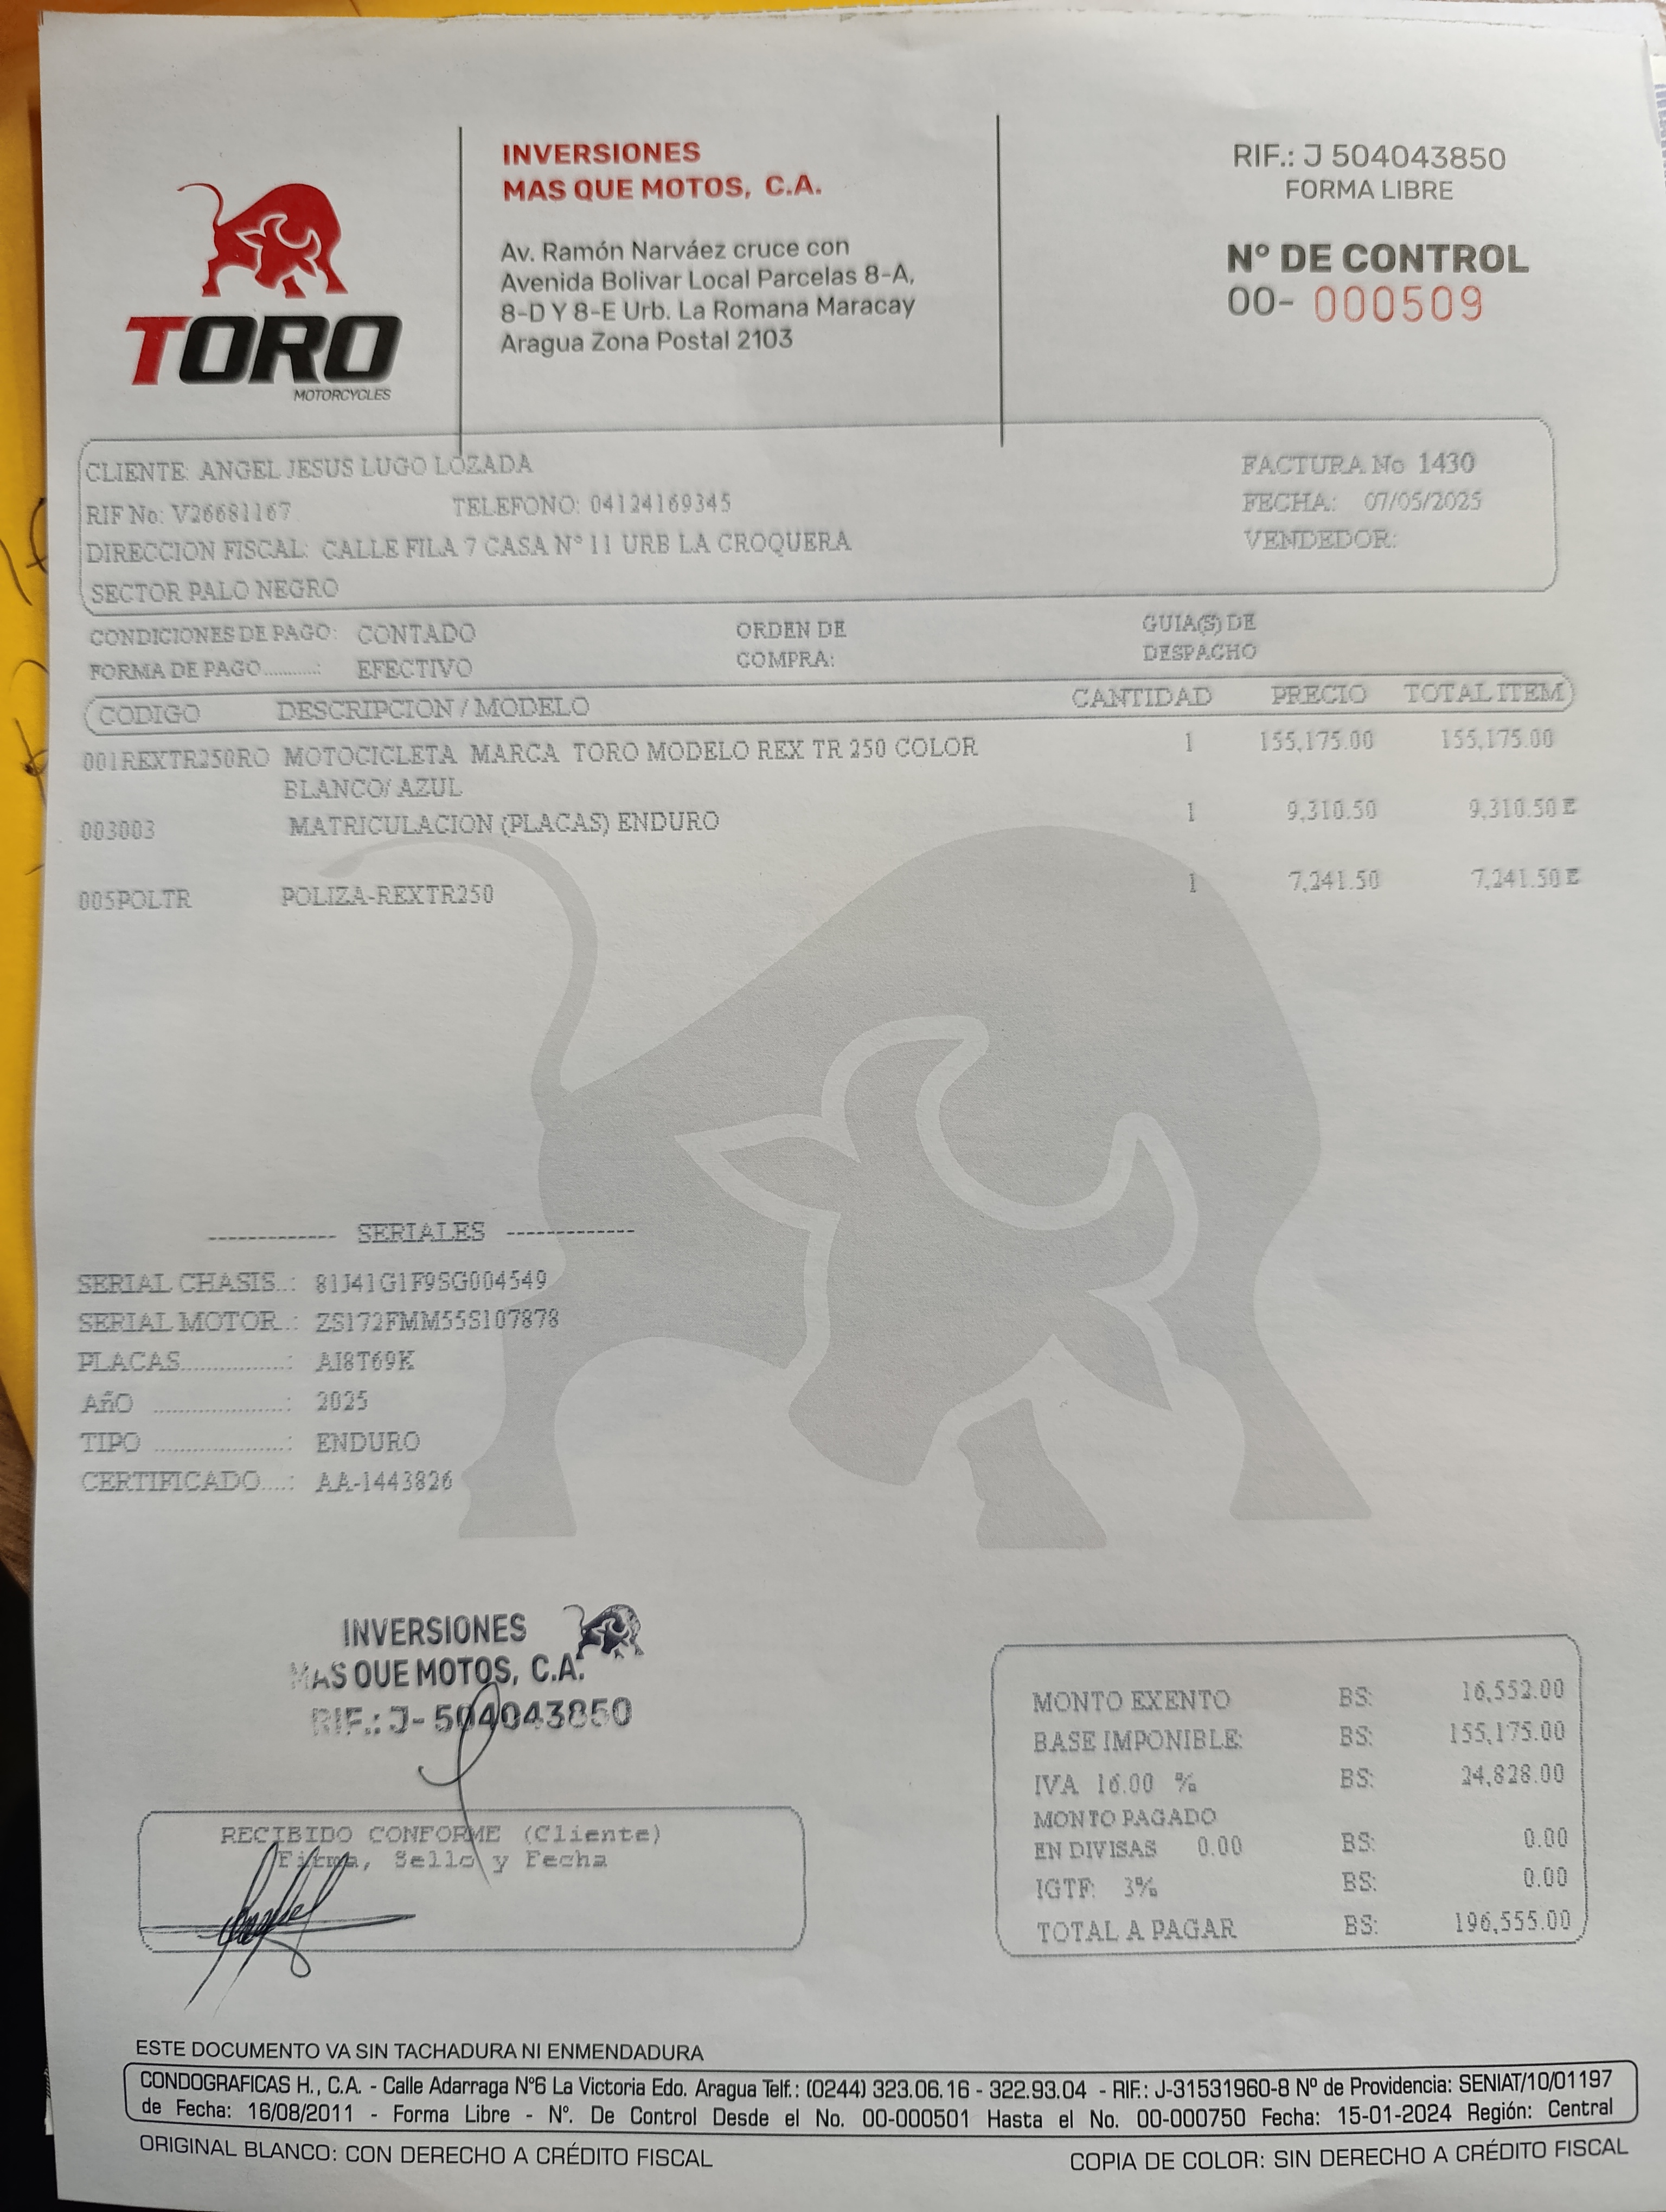 TORO
MOTORCYCLES
INVERSIONES
MAS QUE MOTOS, C.A.
Av. Ramón Narváez cruce con
Avenida Bolivar Local Parcelas 8-A,
8-D Y 8-E Urb. La Romana Maracay
Aragua Zona Postal 2103
RIF.: J 504043850
FORMA LIBRE
N° DE CONTROL
00- 000509
CLIENTE: ANGEL JESUS LUGO LOZADA
RIF No: V26681167 TELEFONO: 04124169345
DIRECCION FISCAL: CALLE FILA 7 CASA N° 11 URB LA CROQUERA
SECTOR PALO NEGRO
FACTURA No 1430
FECHA: 07/05/2025
VENDEDOR:
CONDICIONES DE PAGO: CONTADO
FORMA DE PAGO..........: EFECTIVO
ORDEN DE
COMPRA:
GUIA(S) DE
DESPACHO
CODIGO DESCRIPCION / MODELO CANTIDAD PRECIO TOTAL ITEM
001REXTR250RO MOTOCICLETA MARCA TORO MODELO REX TR 250 COLOR 1 155,175.00 155,175.00
BLANCO/ AZUL
003003 MATRICULACION (PLACAS) ENDURO 1 9,310.50 9,310.50 E
005POLTR POLIZA-REXTR250 1 7,241.50 7,241.50 E
------------- SERIALES -------------
SERIAL CHASIS..: 81J41G1F9SG004549
SERIAL MOTOR..: ZS172FMM55S107878
PLACAS................: AI8T69K
AñO ....................: 2025
TIPO ....................: ENDURO
CERTIFICADO....: AA-1443826
INVERSIONES
MAS QUE MOTOS, C.A.
RIF.: J- 504043850
RECIBIDO CONFORME (Cliente)
Firma, Sello y Fecha
MONTO EXENTO BS: 16,552.00
BASE IMPONIBLE: BS: 155,175.00
IVA 16.00 % BS: 24,828.00
MONTO PAGADO
EN DIVISAS 0.00 BS: 0.00
IGTF: 3% BS: 0.00
TOTAL A PAGAR BS: 196,555.00
ESTE DOCUMENTO VA SIN TACHADURA NI ENMENDADURA
CONDOGRAFICAS H., C.A. - Calle Adarraga N°6 La Victoria Edo. Aragua Telf.: (0244) 323.06.16 - 322.93.04 - RIF.: J-31531960-8 N° de Providencia: SENIAT/10/01197
de Fecha: 16/08/2011 - Forma Libre - N°. De Control Desde el No. 00-000501 Hasta el No. 00-000750 Fecha: 15-01-2024 Región: Central
ORIGINAL BLANCO: CON DERECHO A CRÉDITO FISCAL
COPIA DE COLOR: SIN DERECHO A CRÉDITO FISCAL